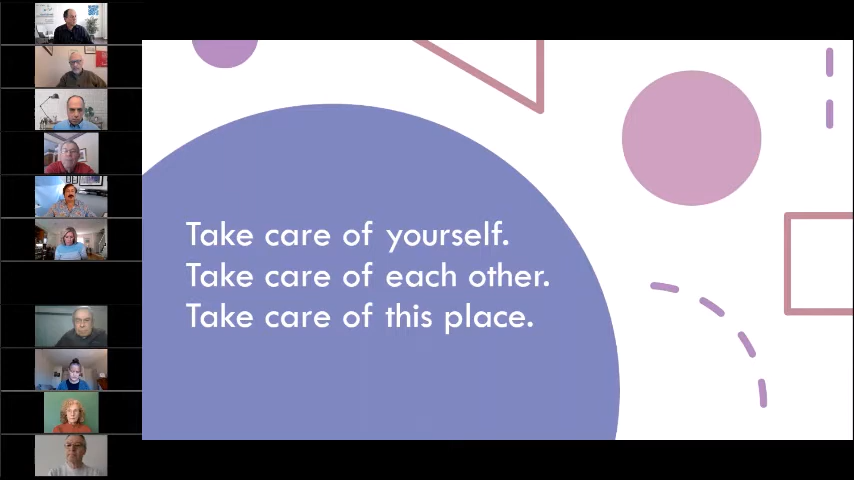 Take care of yourself.
Take care of each other.
Take care of this place.